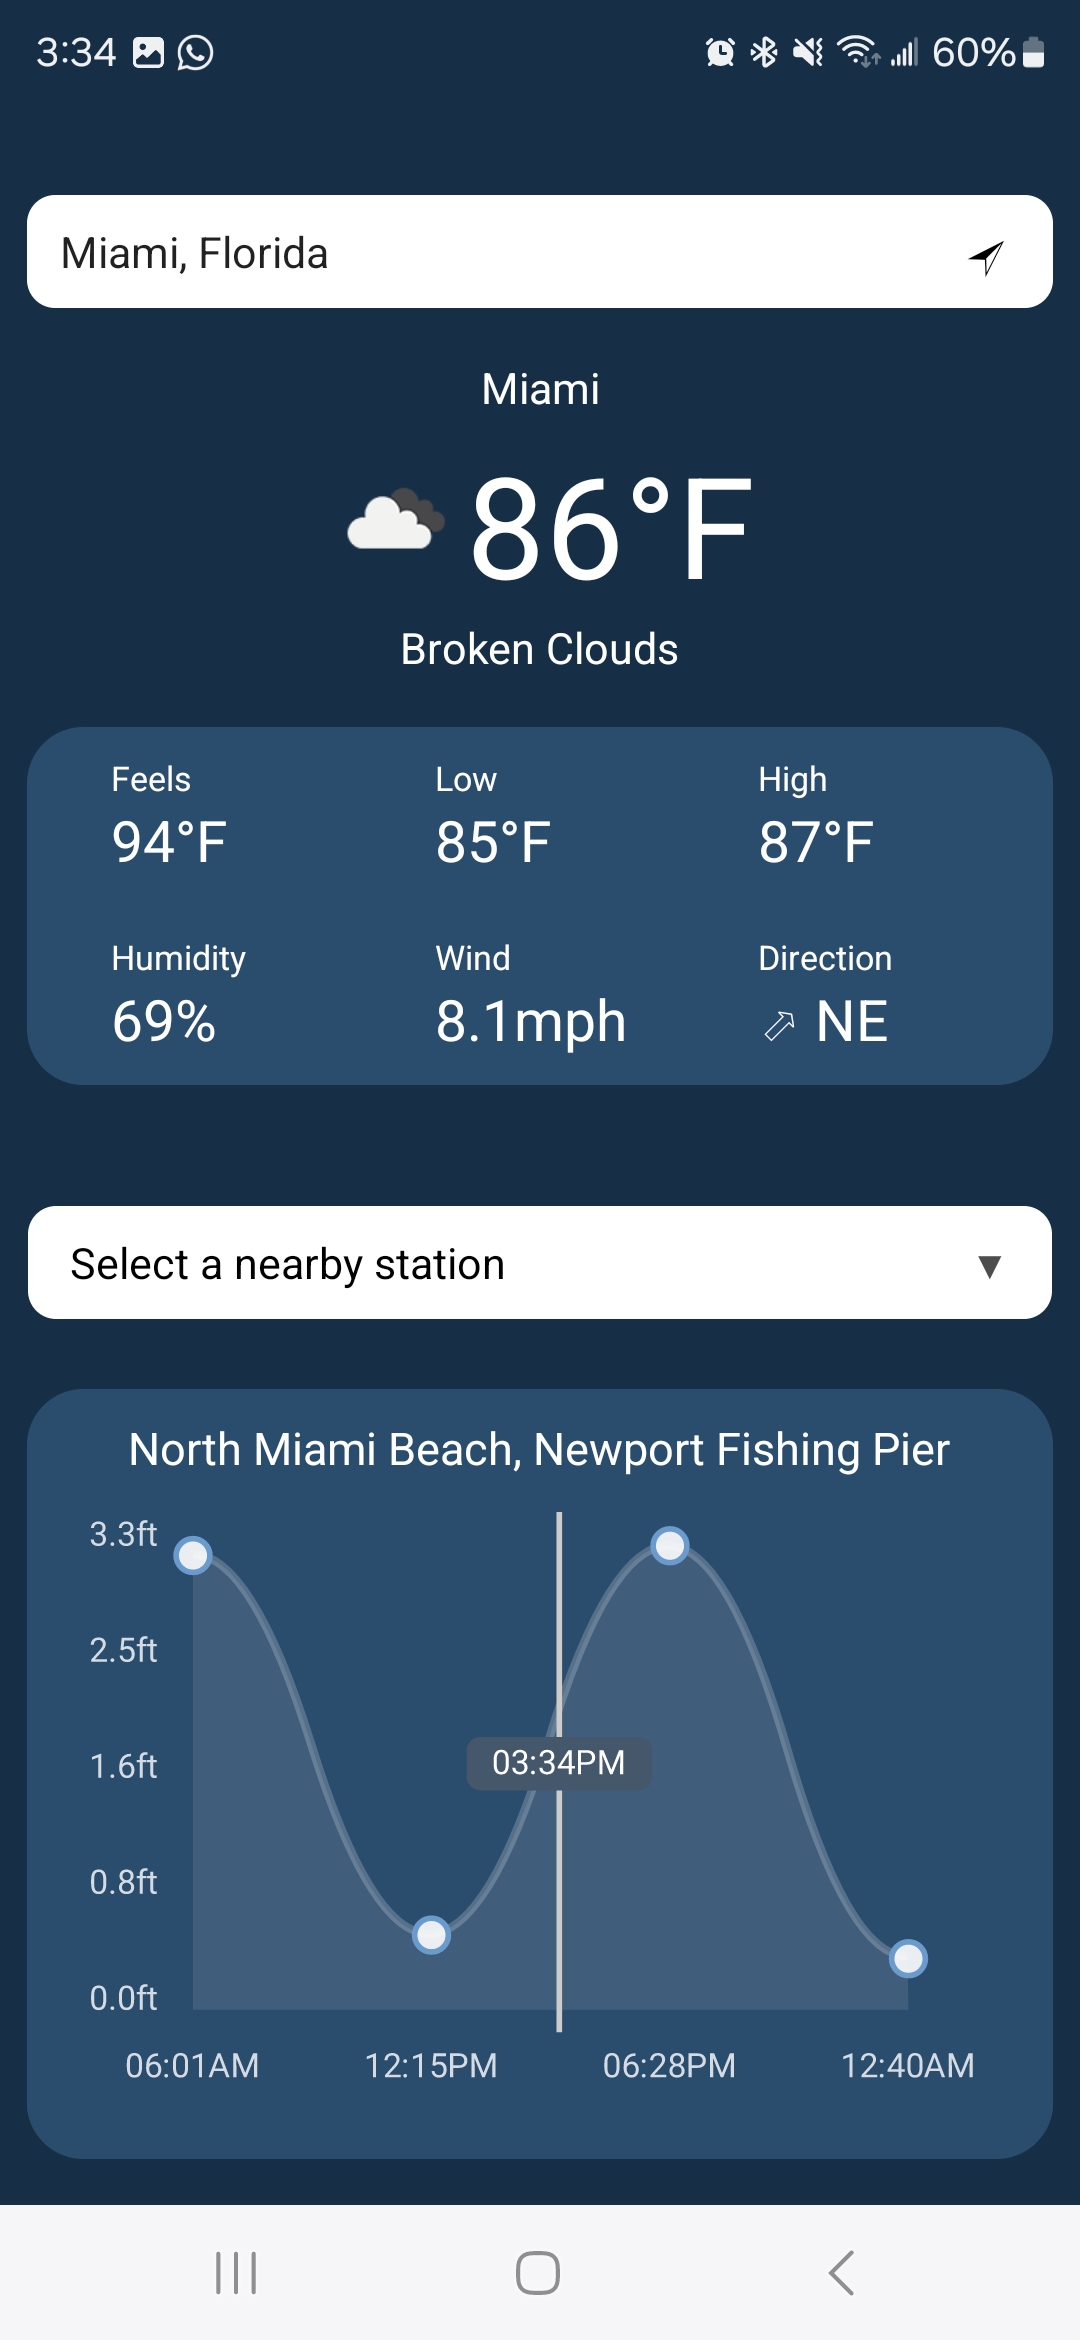 3:34 60%
Miami, Florida
Miami
86°F
Broken Clouds
Feels Low High
94°F 85°F 87°F
Humidity Wind Direction
69% 8.1mph NE
Select a nearby station
North Miami Beach, Newport Fishing Pier
3.3ft
2.5ft
1.6ft
03:34PM
0.8ft
0.0ft
06:01AM 12:15PM 06:28PM 12:40AM